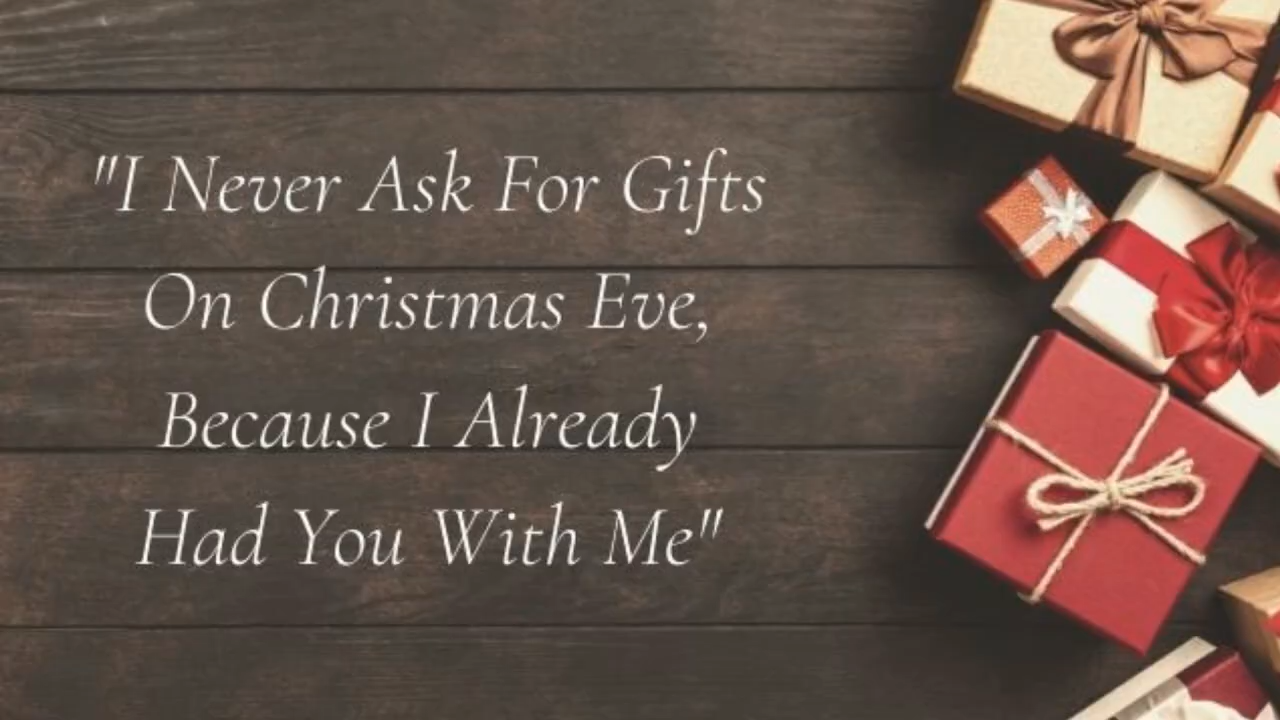 "I Never Ask For Gifts
On Christmas Eve,
Because I Already
Had You With Me"